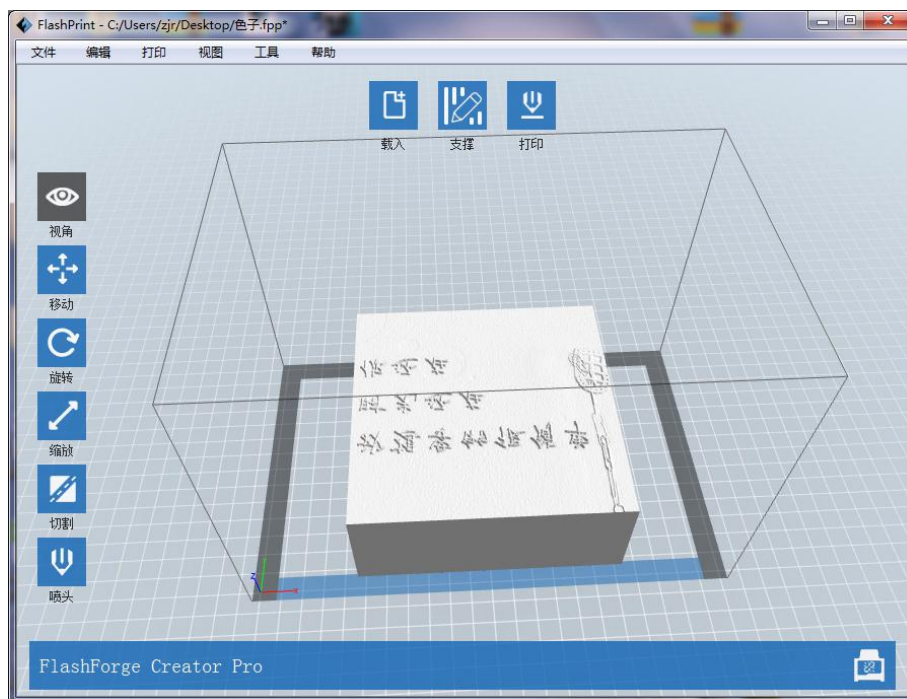 FlashPrint - C:/Users/zjr/Desktop/色子.fpp*
文件 编辑 打印 视图 工具 帮助
载入 支撑 打印
视角
移动
旋转
缩放
切割
喷头
z
x
FlashForge Creator Pro